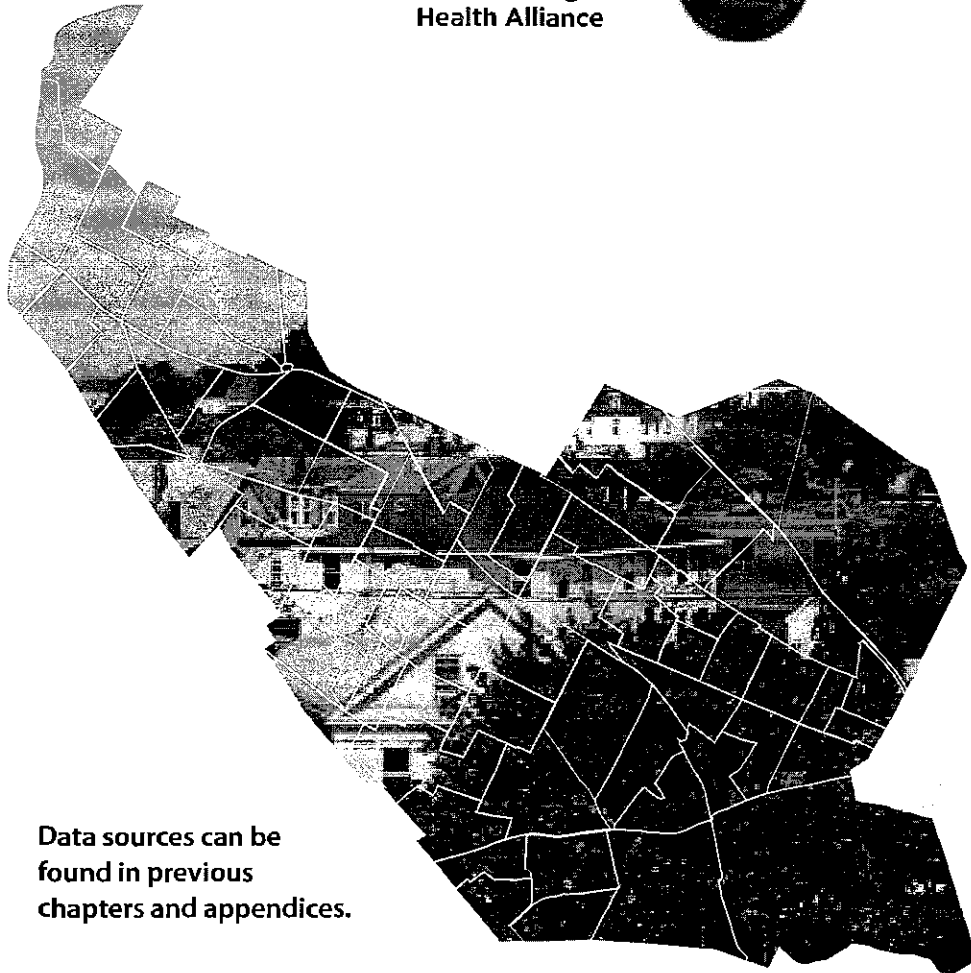 Health Alliance
Data sources can be
found in previous
chapters and appendices.